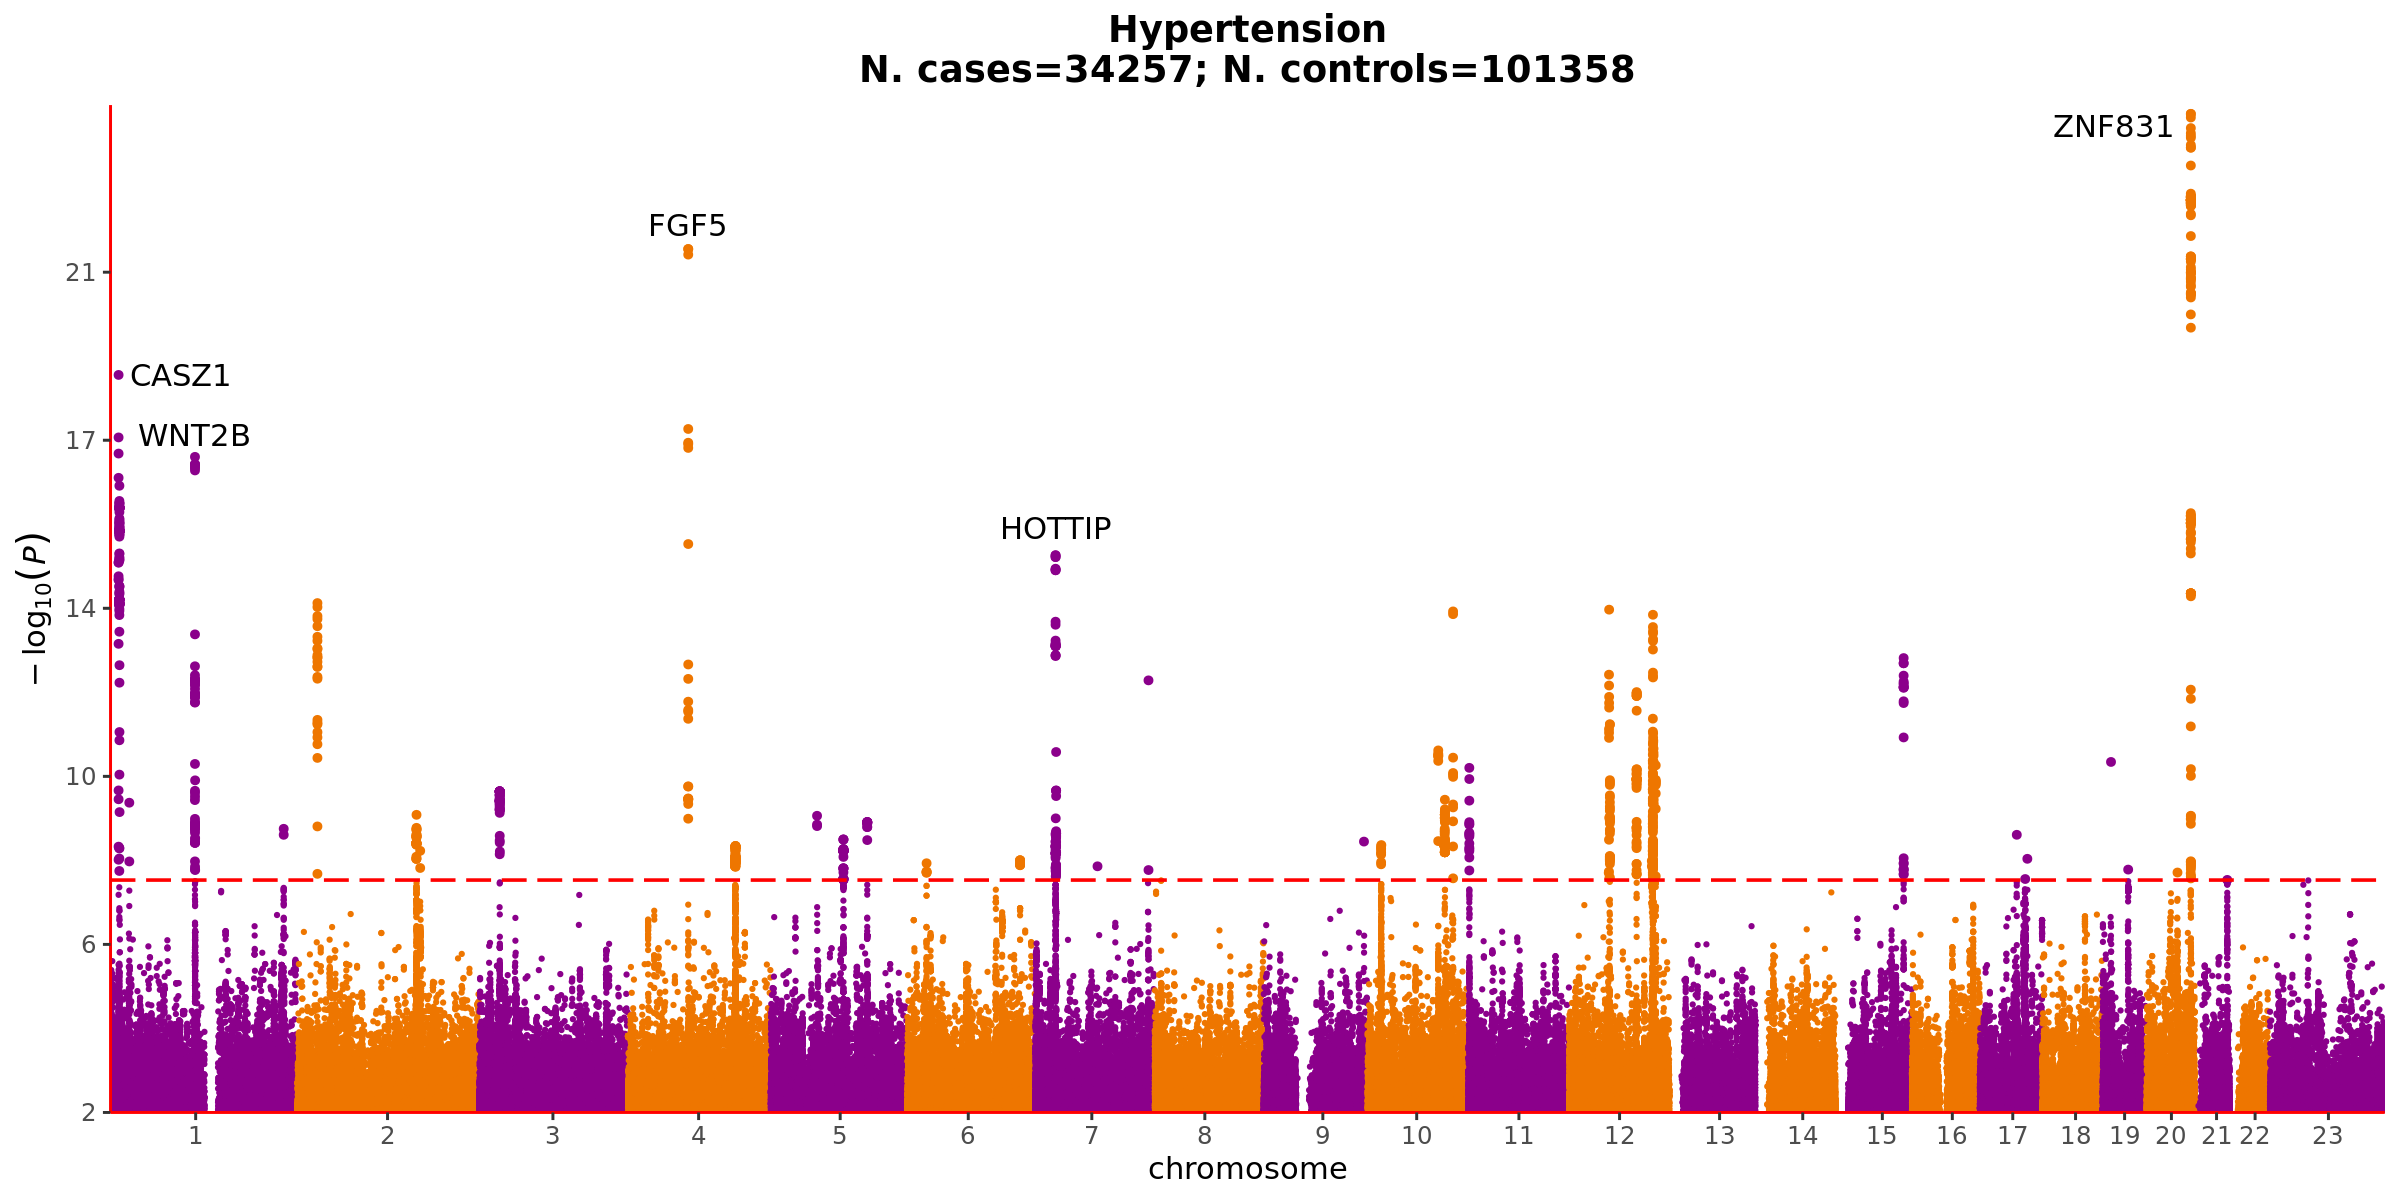 Hypertension
N. cases=34257; N. controls=101358
ZNF831
FGF5
CASZ1
WNT2B
HOTTIP
− log10(P)
21
17
14
10
6
2
1 2 3 4 5 6 7 8 9 10 11 12 13 14 15 16 17 18 19 20 21 22 23
chromosome